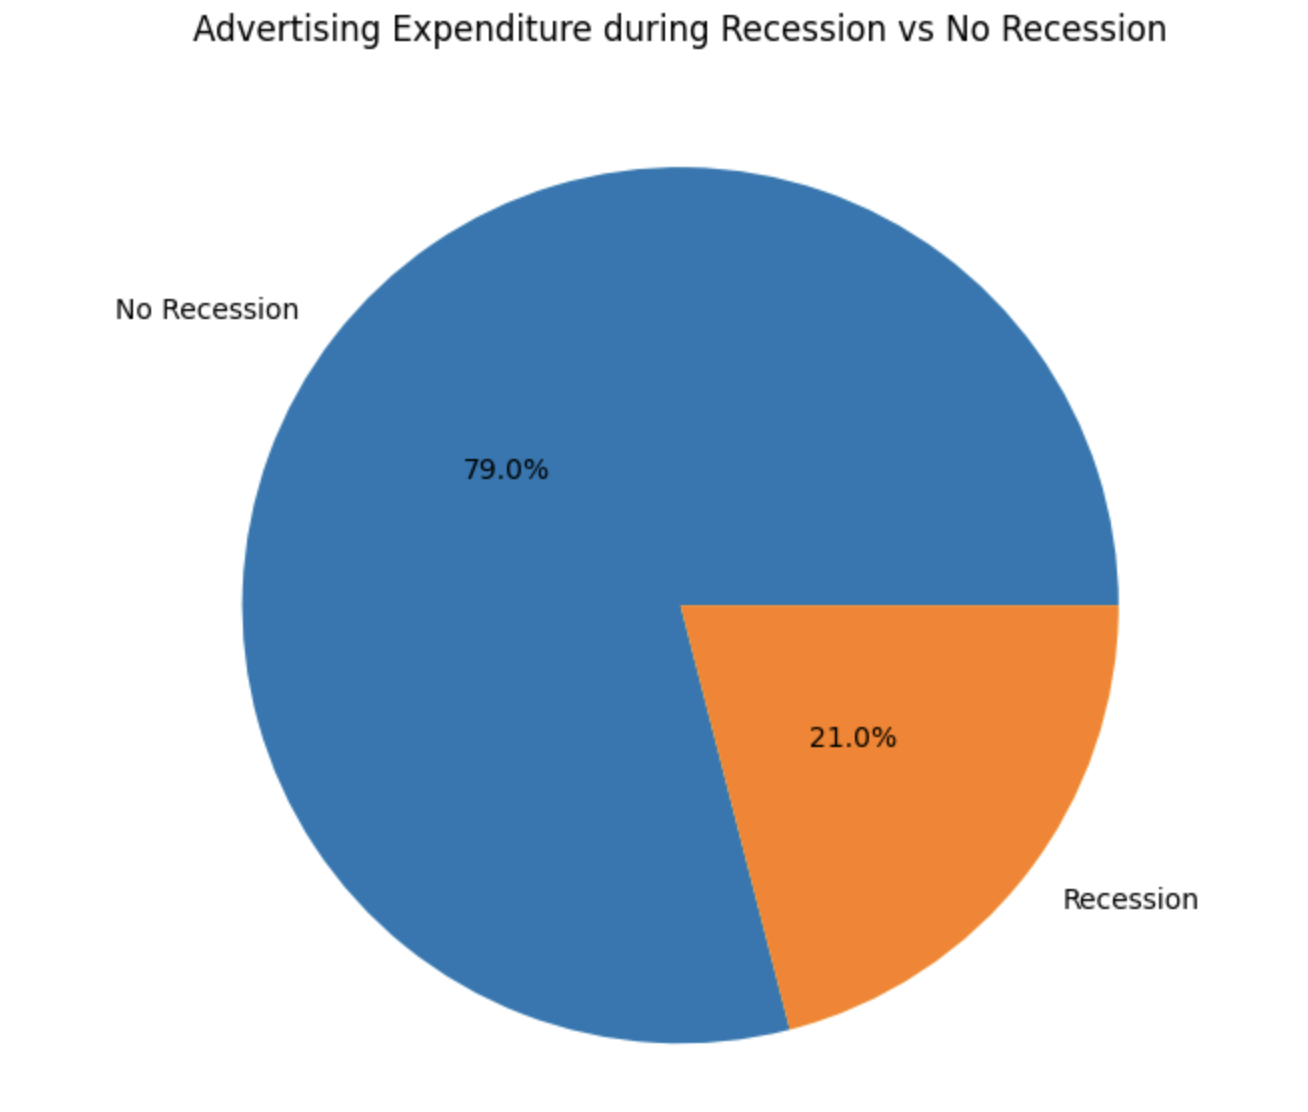 Advertising Expenditure during Recession vs No Recession
No Recession
79.0%
21.0%
Recession